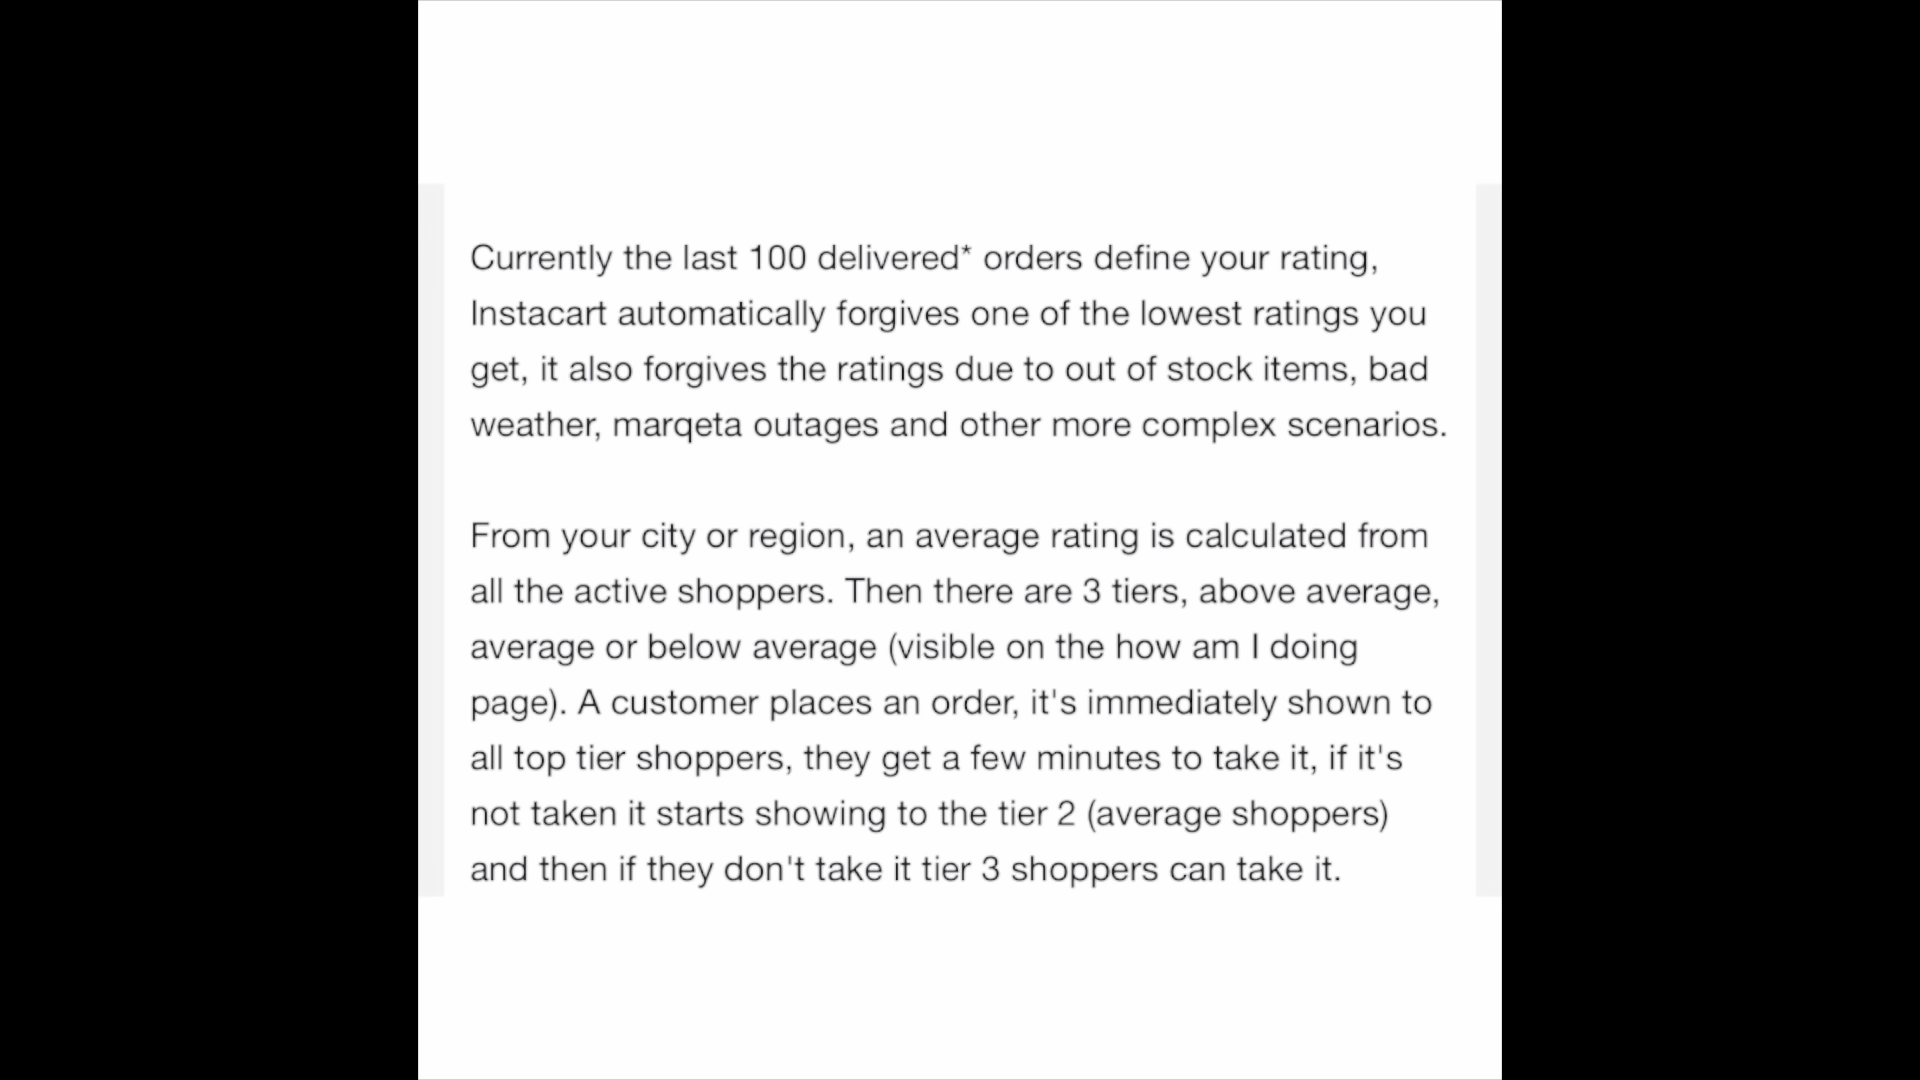 Currently the last 100 delivered* orders define your rating,
Instacart automatically forgives one of the lowest ratings you
get, it also forgives the ratings due to out of stock items, bad
weather, marqeta outages and other more complex scenarios.
From your city or region, an average rating is calculated from
all the active shoppers. Then there are 3 tiers, above average,
average or below average (visible on the how am I doing
page). A customer places an order, it's immediately shown to
all top tier shoppers, they get a few minutes to take it, if it's
not taken it starts showing to the tier 2 (average shoppers)
and then if they don't take it tier 3 shoppers can take it.